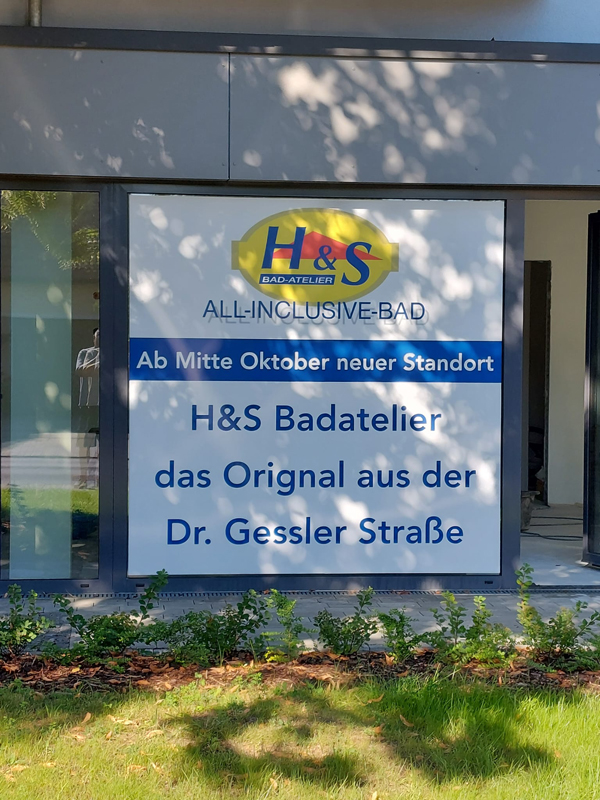 H&S
BAD-ATELIER
ALL-INCLUSIVE-BAD
Ab Mitte Oktober neuer Standort
H&S Badatelier
das Orignal aus der
Dr. Gessler Straße